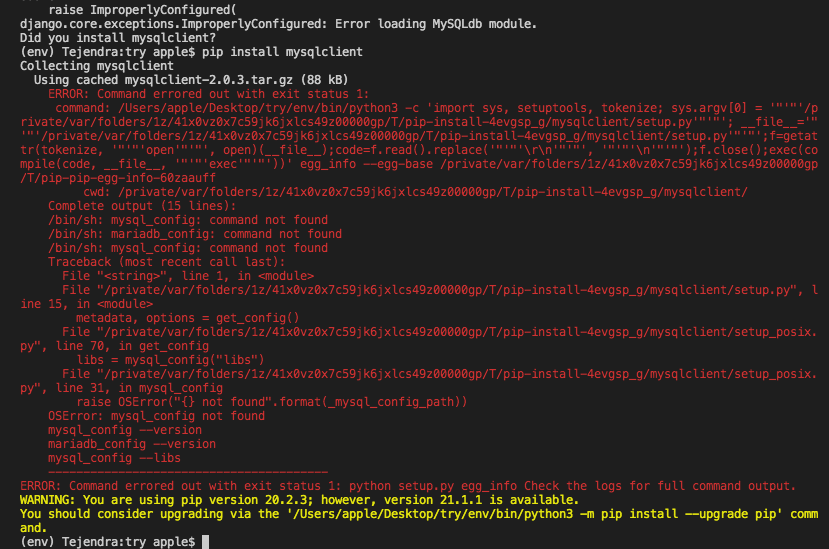 raise ImproperlyConfigured(
django.core.exceptions.ImproperlyConfigured: Error loading MySQLdb module.
Did you install mysqlclient?
(env) Tejendra:try apple$ pip install mysqlclient
Collecting mysqlclient
  Using cached mysqlclient-2.0.3.tar.gz (88 kB)
    ERROR: Command errored out with exit status 1:
     command: /Users/apple/Desktop/try/env/bin/python3 -c 'import sys, setuptools, tokenize; sys.argv[0] = '"'"'/p
rivate/var/folders/1z/41x0vz0x7c59jk6jxlcs49z00000gp/T/pip-install-4evgsp_g/mysqlclient/setup.py'"'"'; __file__='"
'"'/private/var/folders/1z/41x0vz0x7c59jk6jxlcs49z00000gp/T/pip-install-4evgsp_g/mysqlclient/setup.py'"'"';f=getat
tr(tokenize, '"'"'open'"'"', open)(__file__);code=f.read().replace('"'"'\r\n'"'"', '"'"'\n'"'"');f.close();exec(co
mpile(code, __file__, '"'"'exec'"'"'))' egg_info --egg-base /private/var/folders/1z/41x0vz0x7c59jk6jxlcs49z00000gp
/T/pip-pip-egg-info-60zaauff
         cwd: /private/var/folders/1z/41x0vz0x7c59jk6jxlcs49z00000gp/T/pip-install-4evgsp_g/mysqlclient/
    Complete output (15 lines):
    /bin/sh: mysql_config: command not found
    /bin/sh: mariadb_config: command not found
    /bin/sh: mysql_config: command not found
    Traceback (most recent call last):
      File "<string>", line 1, in <module>
      File "/private/var/folders/1z/41x0vz0x7c59jk6jxlcs49z00000gp/T/pip-install-4evgsp_g/mysqlclient/setup.py", l
ine 15, in <module>
        metadata, options = get_config()
      File "/private/var/folders/1z/41x0vz0x7c59jk6jxlcs49z00000gp/T/pip-install-4evgsp_g/mysqlclient/setup_posix.
py", line 70, in get_config
        libs = mysql_config("libs")
      File "/private/var/folders/1z/41x0vz0x7c59jk6jxlcs49z00000gp/T/pip-install-4evgsp_g/mysqlclient/setup_posix.
py", line 31, in mysql_config
        raise OSError("{} not found".format(_mysql_config_path))
    OSError: mysql_config not found
    mysql_config --version
    mariadb_config --version
    mysql_config --libs
    ----------------------------------------
ERROR: Command errored out with exit status 1: python setup.py egg_info Check the logs for full command output.
WARNING: You are using pip version 20.2.3; however, version 21.1.1 is available.
You should consider upgrading via the '/Users/apple/Desktop/try/env/bin/python3 -m pip install --upgrade pip' comm
and.
(env) Tejendra:try apple$